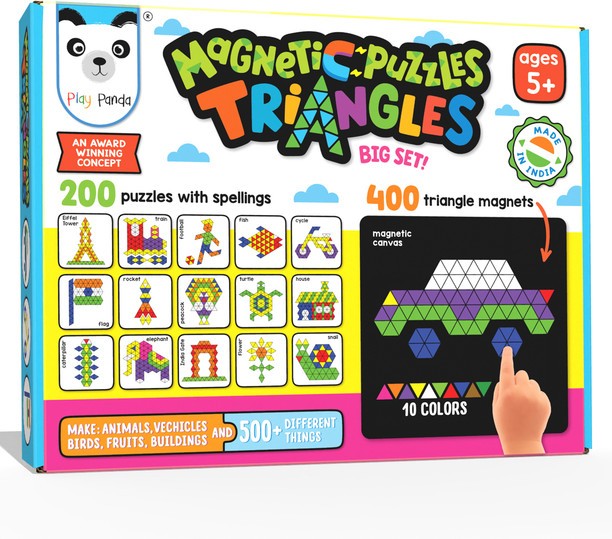 ®
Play Panda
MAGNETIC PUZZLES
TRIANGLES
BIG SET!
ages
5+
AN AWARD
WINNING
CONCEPT
MADE
IN INDIA
200 puzzles with spellings
400 triangle magnets
Eiffel
Tower
train
football
fish
cycle
flag
rocket
peacock
turtle
house
caterpillar
elephant
India Gate
flower
snail
magnetic
canvas
10 COLORS
MAKE: ANIMALS, VECHICLES
BIRDS, FRUITS, BUILDINGS
AND
500+ DIFFERENT
THINGS